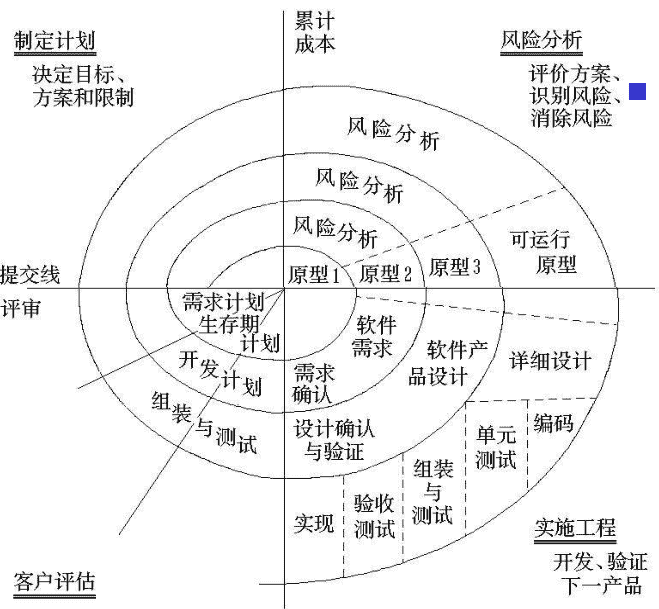 累计
成本
制定计划
决定目标、
方案和限制
风险分析
评价方案、
识别风险、
消除风险
风险分析
风险分析
风险分析
可运行
原型
原型1
原型2
原型3
提交线
评审
需求计划
生存期
计划
开发计划
组装与测试
软件
需求
需求
确认
软件产
品设计
详细设计
设计确认
与验证
实现
验收
测试
组装
与
测试
单元
测试
编码
实施工程
开发、验证
下一产品
客户评估